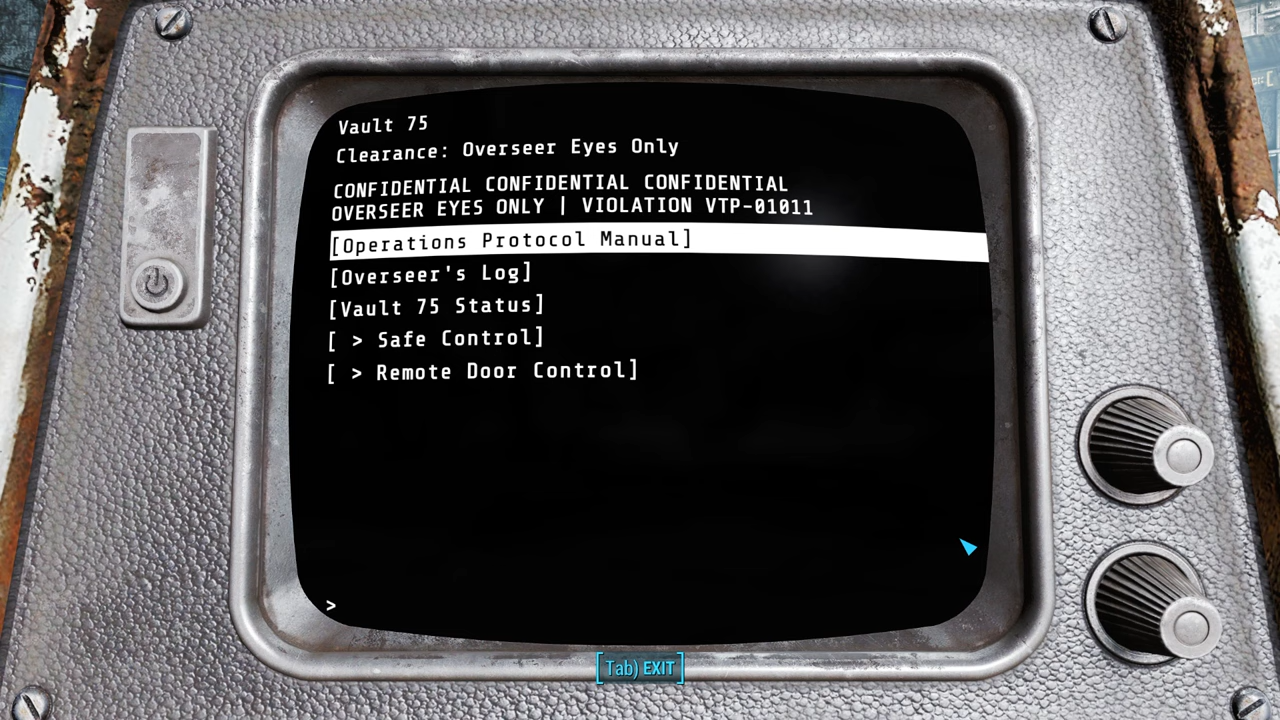 Vault 75
Clearance: Overseer Eyes Only
CONFIDENTIAL CONFIDENTIAL CONFIDENTIAL
OVERSEER EYES ONLY | VIOLATION VTP-01011
[Operations Protocol Manual]
[Overseer's Log]
[Vault 75 Status]
[ > Safe Control]
[ > Remote Door Control]
>
[Tab) EXIT]